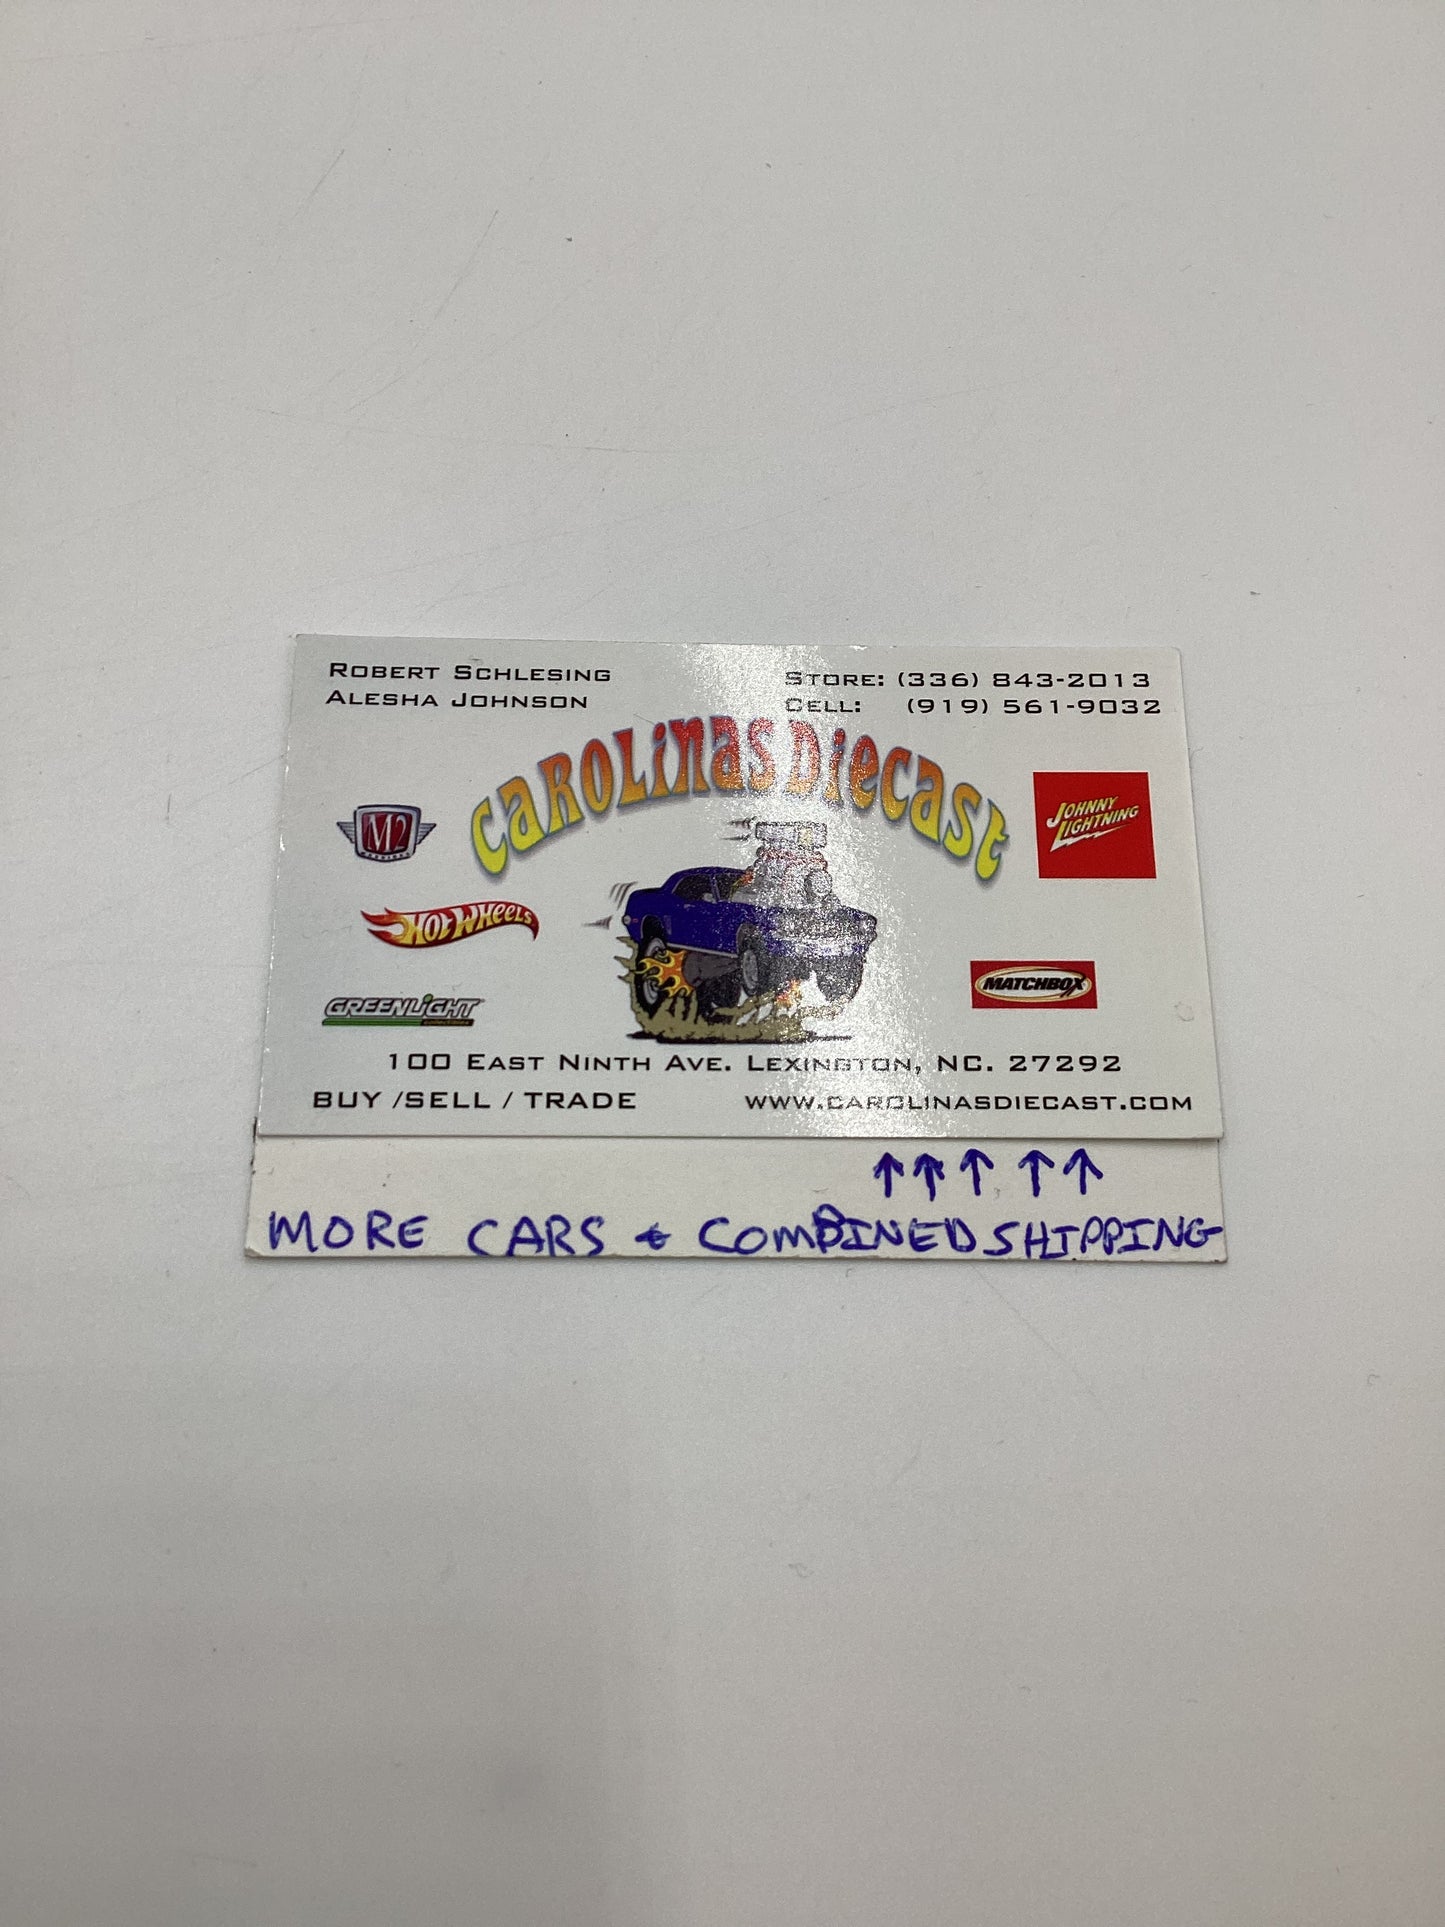 ROBERT SCHLESING
ALESHA JOHNSON
STORE: (336) 843-2013
CELL: (919) 561-9032
CAROLINAS DIECAST
M2
JOHNNY
LIGHTNING
HOT WHEELS
MATCHBOX
GREENLIGHT
100 EAST NINTH AVE. LEXINGTON, NC. 27292
BUY /SELL / TRADE
WWW.CAROLINASDIECAST.COM
↑↑↑ ↑↑
MORE CARS & COMBINED SHIPPING